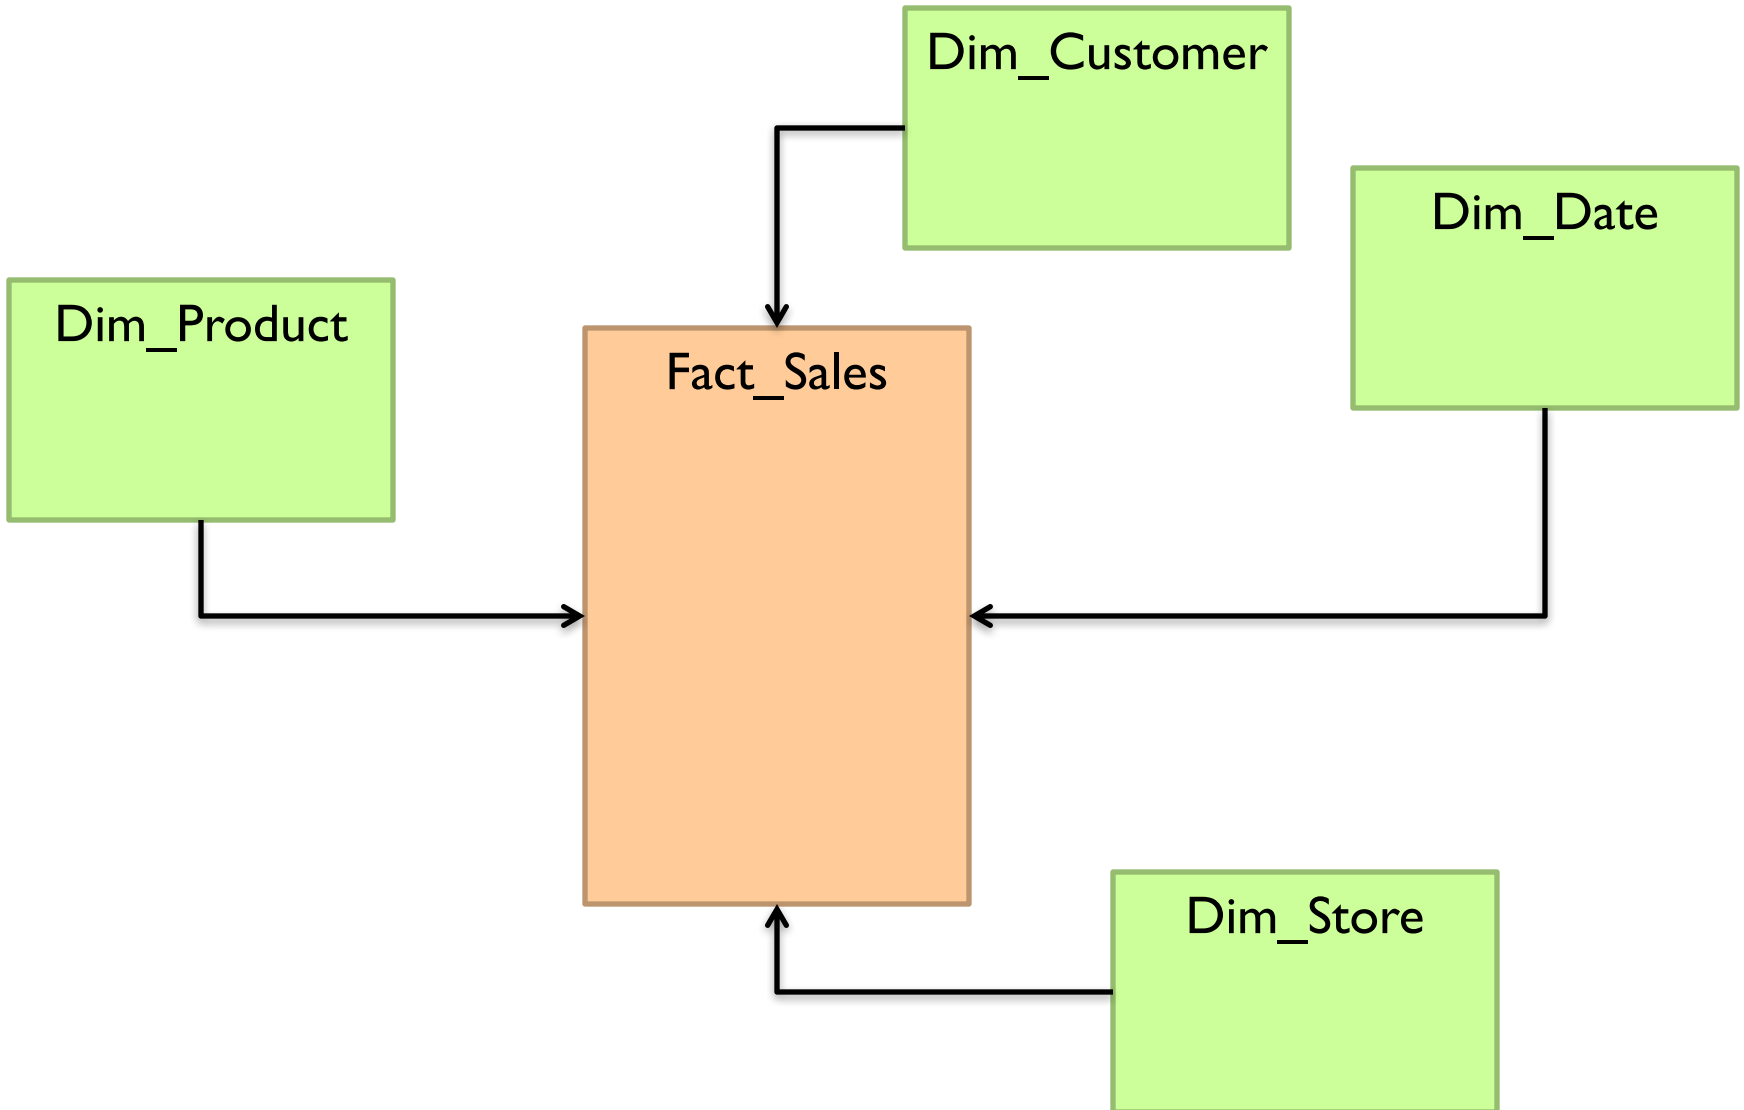 Dim_Customer
Dim_Date
Dim_Product
Fact_Sales
Dim_Store